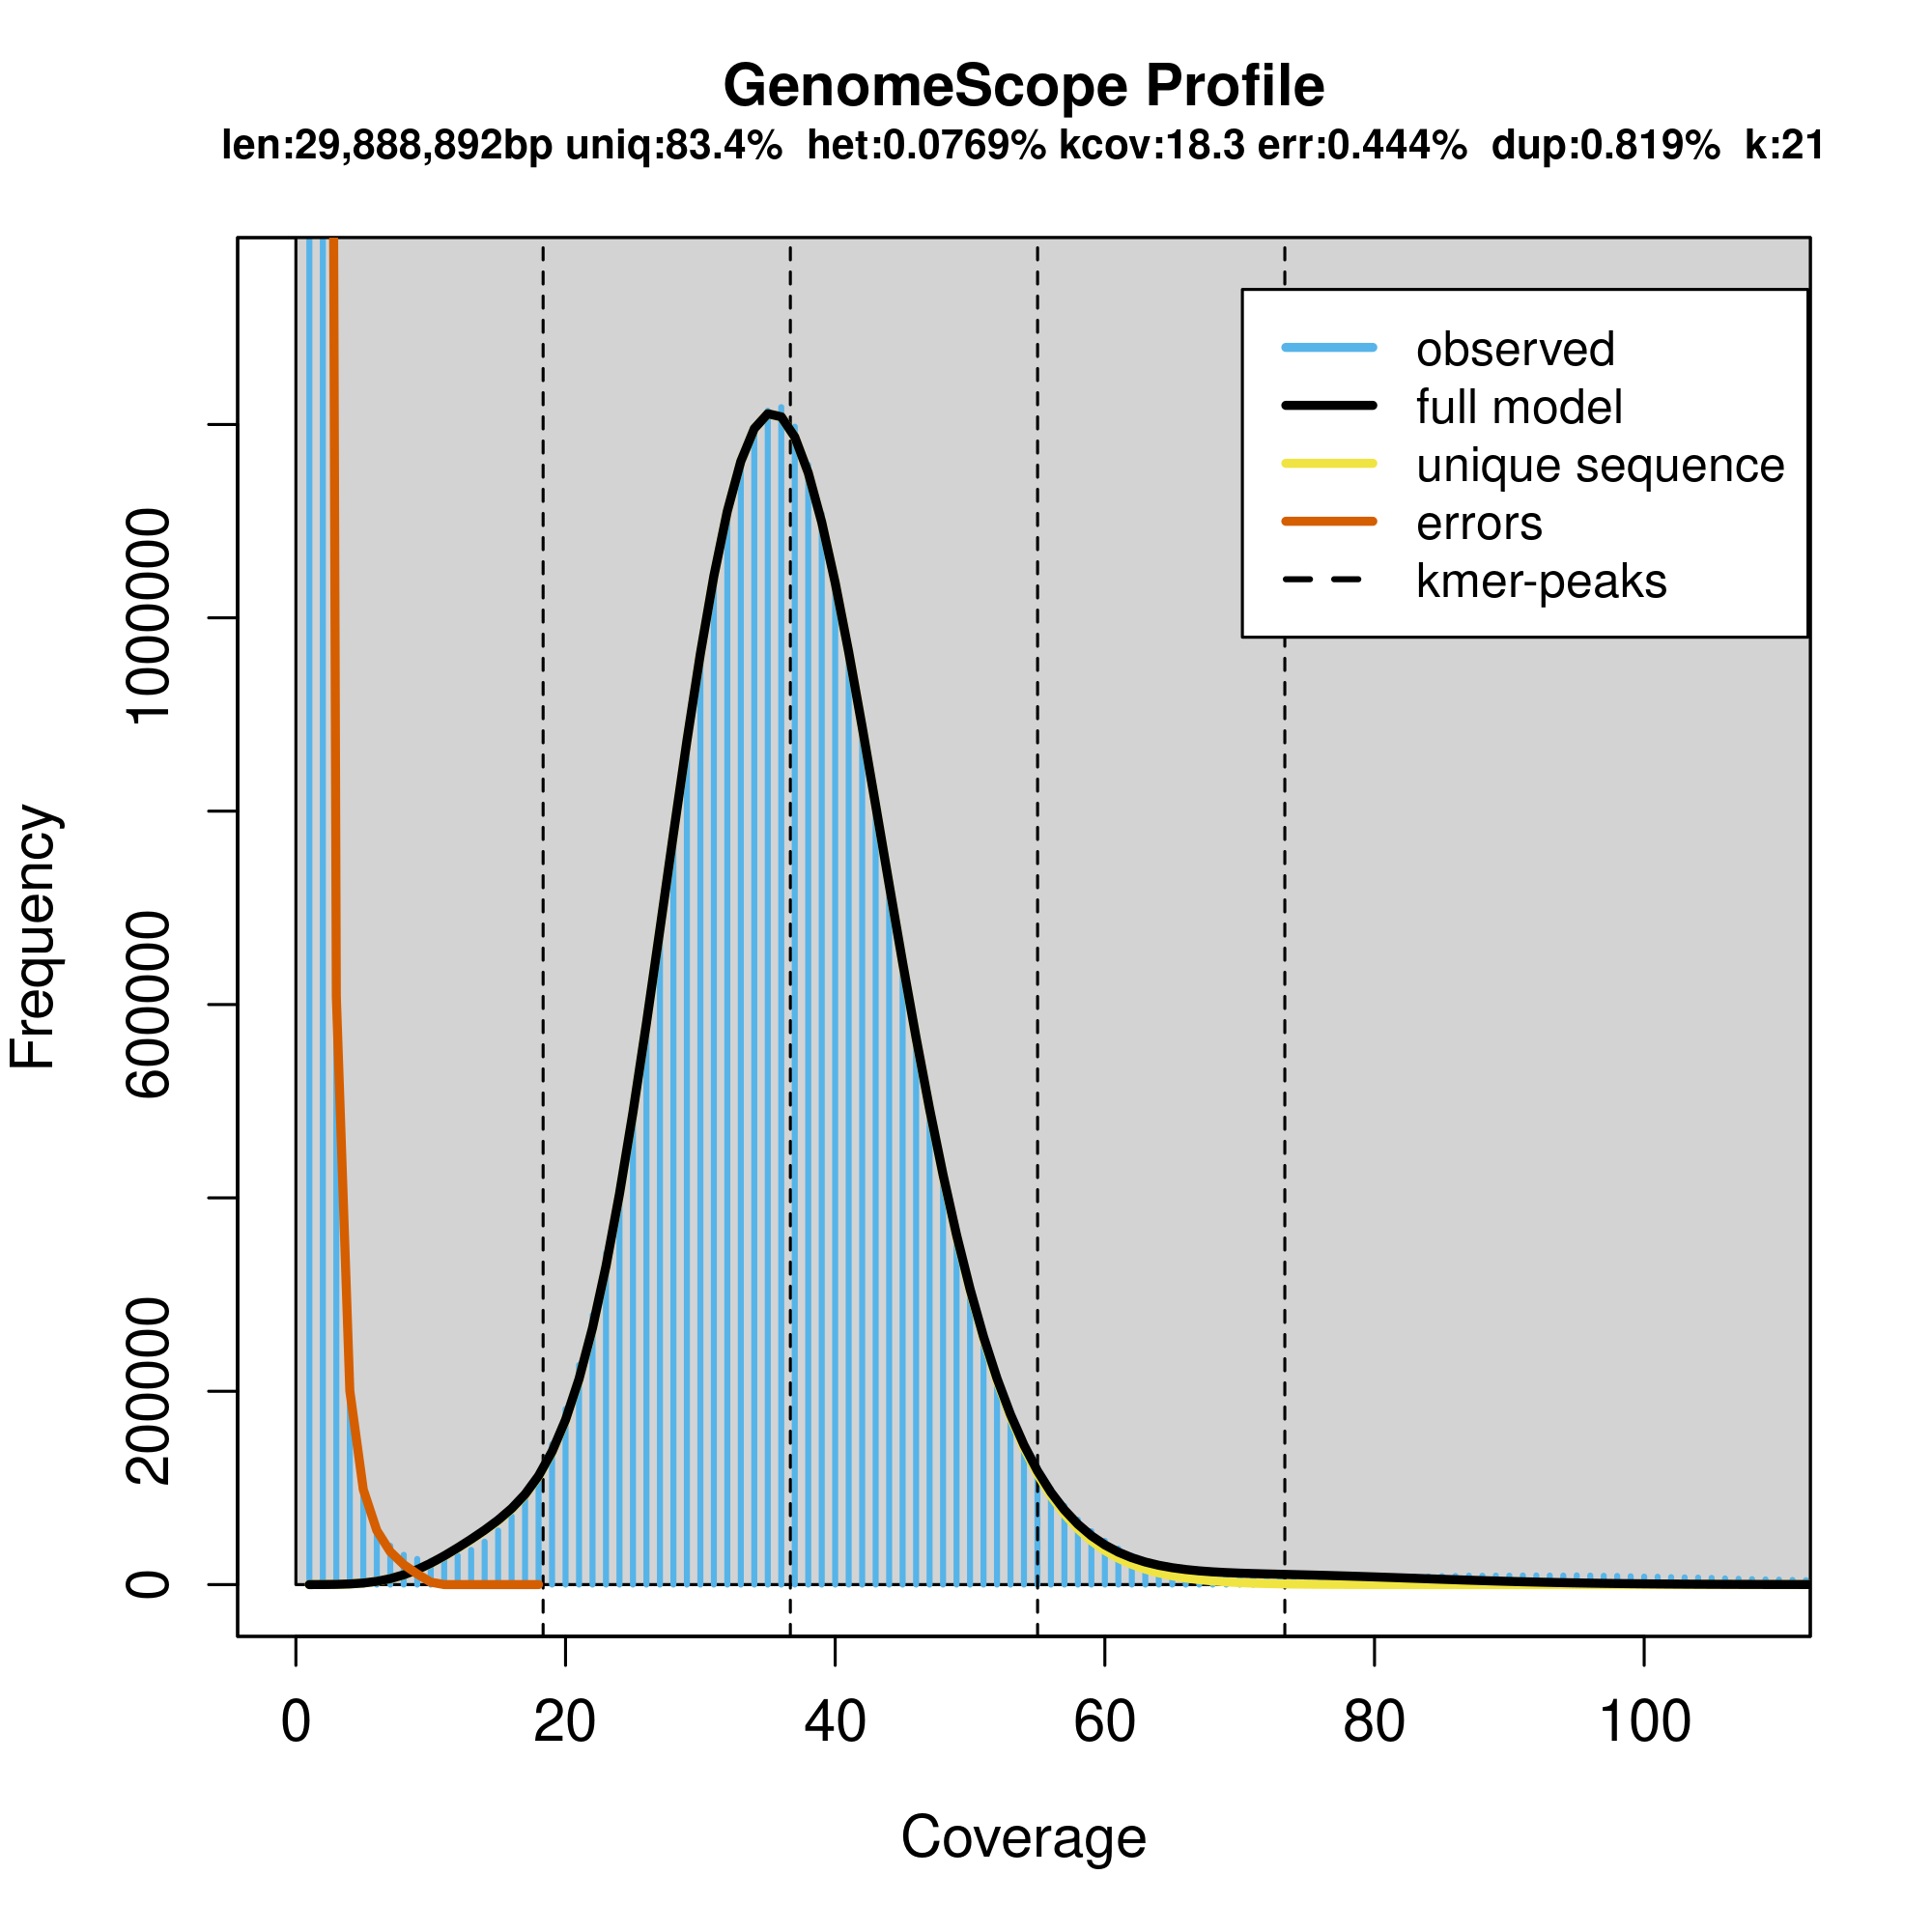 GenomeScope Profile
len:29,888,892bp uniq:83.4% het:0.0769% kcov:18.3 err:0.444% dup:0.819% k:21
observed
full model
unique sequence
errors
kmer-peaks
Frequency
0
200000
600000
1000000
0
20
40
60
80
100
Coverage